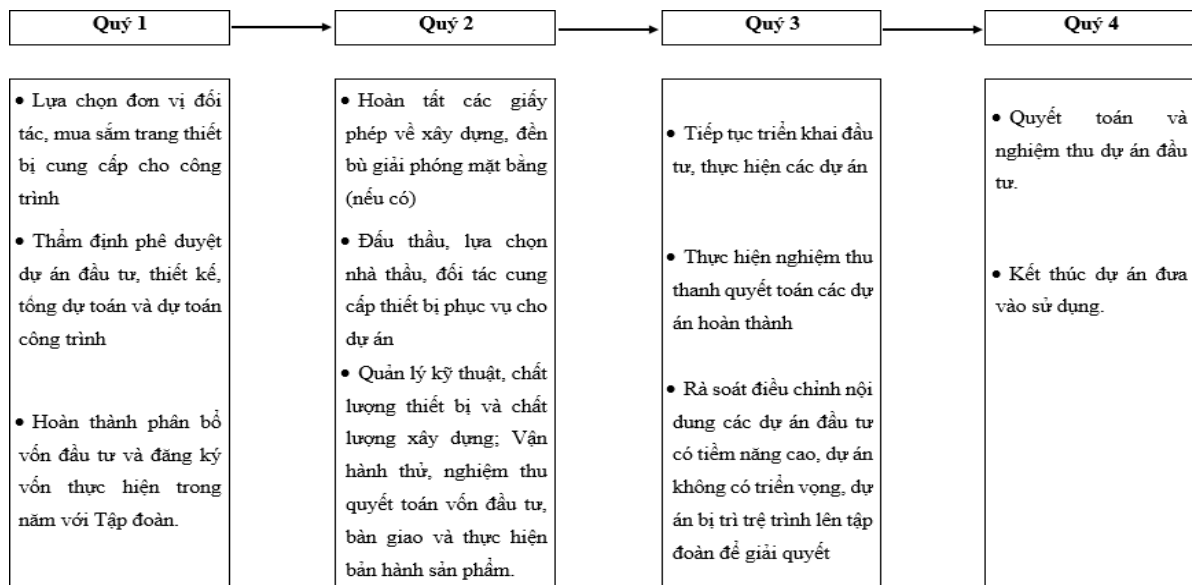 Quý 1
Quý 2
Quý 3
Quý 4
• Lựa chọn đơn vị đối
tác, mua sắm trang thiết
bị cung cấp cho công
trình
• Thẩm định phê duyệt
dự án đầu tư, thiết kế,
tổng dự toán và dự toán
công trình
• Hoàn thành phân bổ
vốn đầu tư và đăng ký
vốn thực hiện trong
năm với Tập đoàn.
• Hoàn tất các giấy
phép về xây dựng, đền
bù giải phóng mặt bằng
(nếu có)
• Đấu thầu, lựa chọn
nhà thầu, đối tác cung
cấp thiết bị phục vụ cho
dự án
• Quản lý kỹ thuật, chất
lượng thiết bị và chất
lượng xây dựng; Vận
hành thử, nghiệm thu
quyết toán vốn đầu tư,
bàn giao và thực hiện
bản hành sản phẩm.
• Tiếp tục triển khai đầu
tư, thực hiện các dự án
• Thực hiện nghiệm thu
thanh quyết toán các dự
án hoàn thành
• Rà soát điều chỉnh nội
dung các dự án đầu tư
có tiềm năng cao, dự án
không có triển vọng, dự
án bị trì trệ trình lên tập
đoàn để giải quyết
• Quyết toán và
nghiệm thu dự án đầu
tư.
• Kết thúc dự án đưa
vào sử dụng.